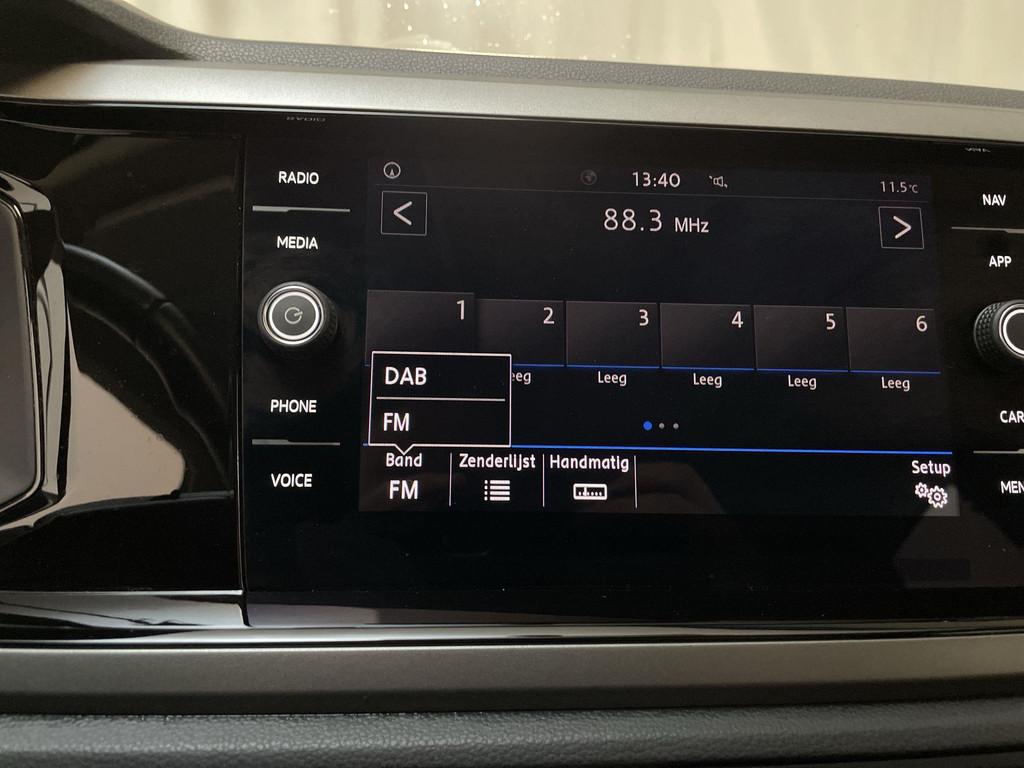 RADIO
MEDIA
PHONE
VOICE
13:40
11.5°C
<
88.3 MHz
>
1
2
3
4
5
6
Leeg
Leeg
Leeg
Leeg
DAB
FM
Band
FM
Zenderlijst
Handmatig
Setup
NAV
APP